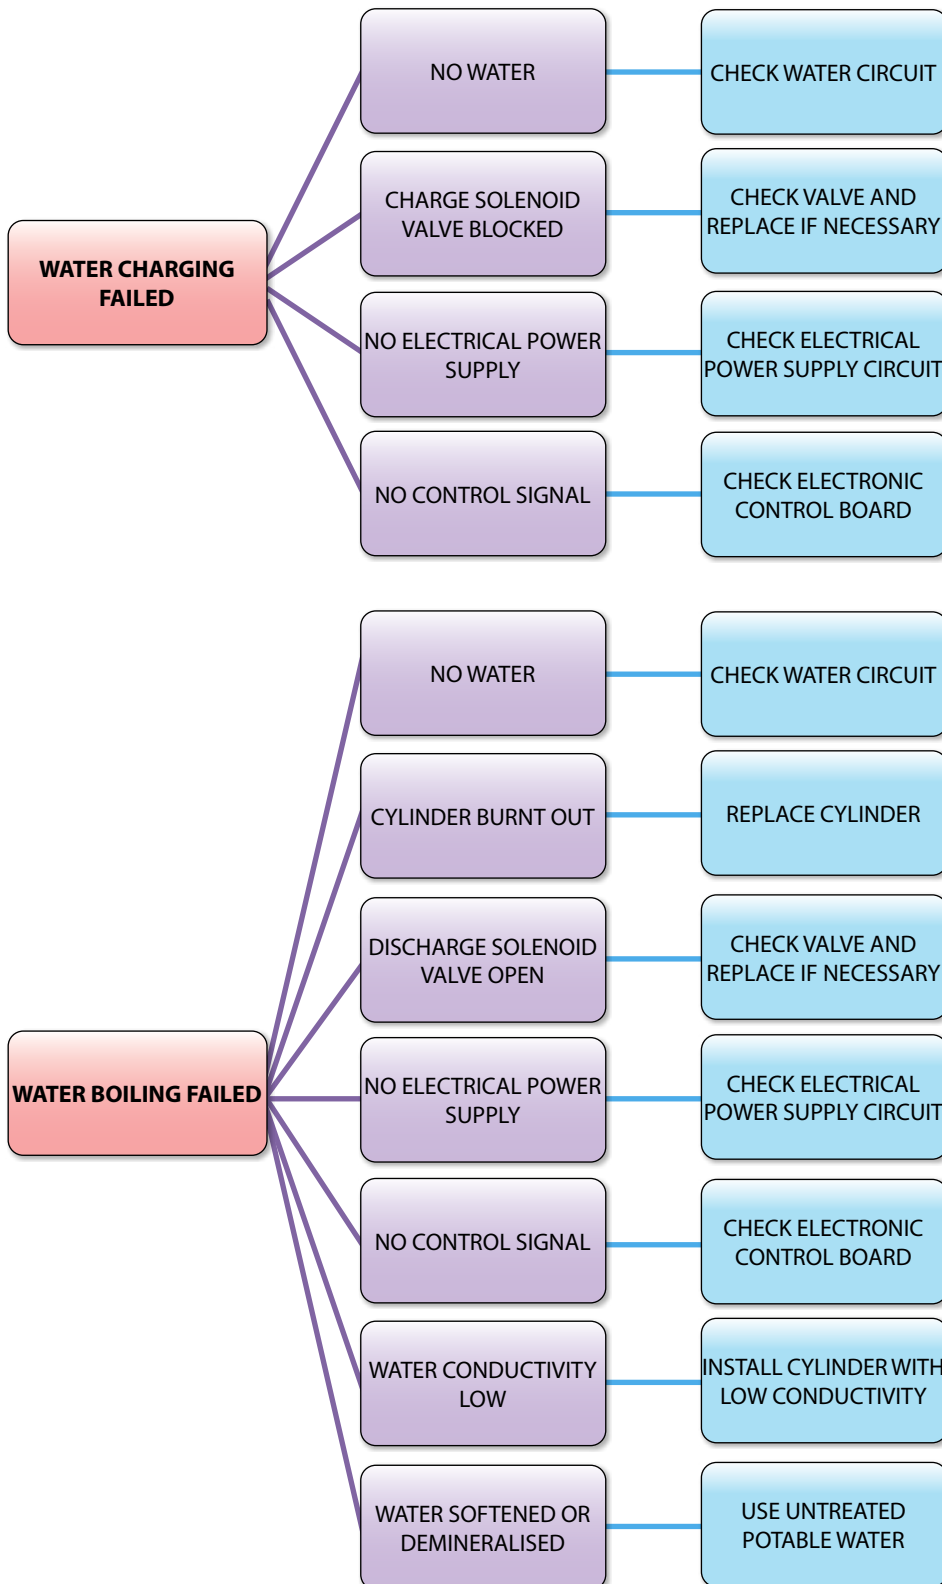 NO WATER
CHECK WATER CIRCUIT
CHARGE SOLENOID
VALVE BLOCKED
CHECK VALVE AND
REPLACE IF NECESSARY
WATER CHARGING
FAILED
NO ELECTRICAL POWER
SUPPLY
CHECK ELECTRICAL
POWER SUPPLY CIRCUIT
NO CONTROL SIGNAL
CHECK ELECTRONIC
CONTROL BOARD
NO WATER
CHECK WATER CIRCUIT
CYLINDER BURNT OUT
REPLACE CYLINDER
DISCHARGE SOLENOID
VALVE OPEN
CHECK VALVE AND
REPLACE IF NECESSARY
WATER BOILING FAILED
NO ELECTRICAL POWER
SUPPLY
CHECK ELECTRICAL
POWER SUPPLY CIRCUIT
NO CONTROL SIGNAL
CHECK ELECTRONIC
CONTROL BOARD
WATER CONDUCTIVITY
LOW
INSTALL CYLINDER WITH
LOW CONDUCTIVITY
WATER SOFTENED OR
DEMINERALISED
USE UNTREATED
POTABLE WATER